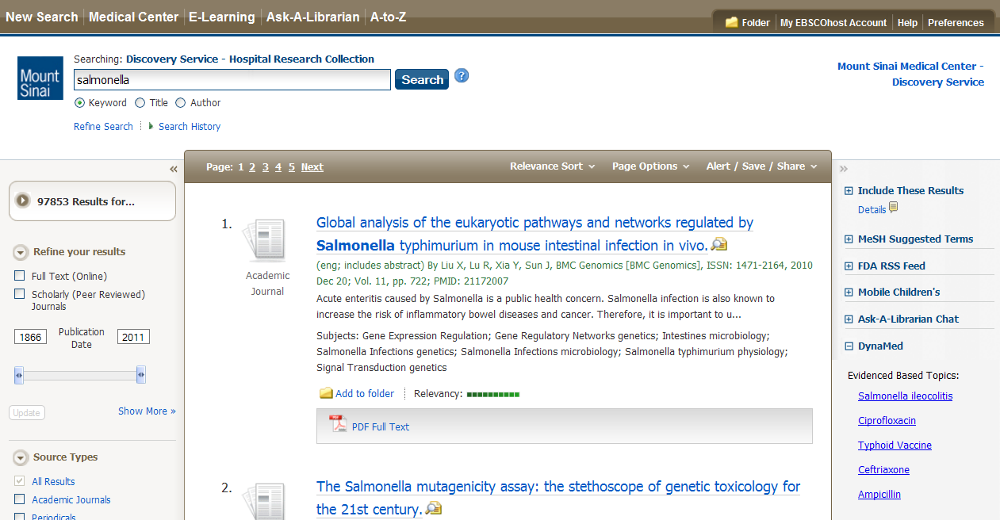 New Search Medical Center E-Learning Ask-A-Librarian A-to-Z
Folder My EBSCOhost Account Help Preferences
Mount
Sinai
Searching: Discovery Service - Hospital Research Collection
salmonella Search ?
Keyword Title Author
Refine Search Search History
Mount Sinai Medical Center -
Discovery Service
«
97853 Results for...
Refine your results
Full Text (Online)
Scholarly (Peer Reviewed)
Journals
1866 Publication Date 2011
Update Show More »
Source Types
All Results
Academic Journals
Periodicals
Page: 1 2 3 4 5 Next Relevance Sort Page Options Alert / Save / Share
1.
Academic
Journal
Global analysis of the eukaryotic pathways and networks regulated by
Salmonella typhimurium in mouse intestinal infection in vivo.
(eng; includes abstract) By Liu X, Lu R, Xia Y, Sun J, BMC Genomics [BMC Genomics], ISSN: 1471-2164, 2010
Dec 20; Vol. 11, pp. 722; PMID: 21172007
Acute enteritis caused by Salmonella is a public health concern. Salmonella infection is also known to
increase the risk of inflammatory bowel diseases and cancer. Therefore, it is important to u...
Subjects: Gene Expression Regulation; Gene Regulatory Networks genetics; Intestines microbiology;
Salmonella Infections genetics; Salmonella Infections microbiology; Salmonella typhimurium physiology;
Signal Transduction genetics
Add to folder Relevancy:
PDF Full Text
2.
The Salmonella mutagenicity assay: the stethoscope of genetic toxicology for
the 21st century.
»
Include These Results
Details
MeSH Suggested Terms
FDA RSS Feed
Mobile Children's
Ask-A-Librarian Chat
DynaMed
Evidenced Based Topics:
Salmonella ileocolitis
Ciprofloxacin
Typhoid Vaccine
Ceftriaxone
Ampicillin